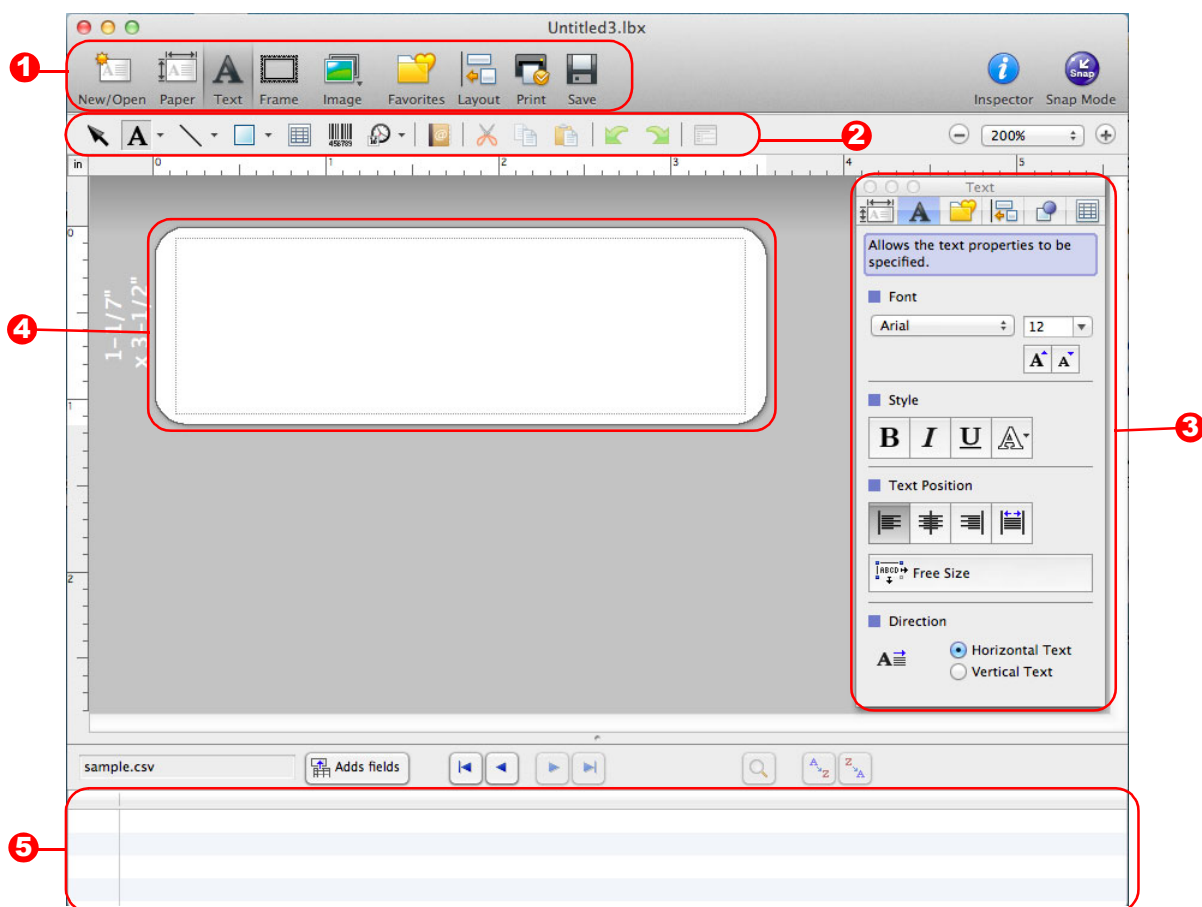 Untitled3.lbx
1
New/Open Paper Text Frame Image Favorites Layout Print Save Inspector Snap Mode
Snap
A
456789
2
200%
in 0 1 2 3 4 5
Text
Allows the text properties to be
specified.
Font
Arial 12
A A
Style
B I U A
3
Text Position
ABCD Free Size
Direction
A
Horizontal Text
Vertical Text
0
1
2
1-1/7"
x 3-1/2"
4
sample.csv Adds fields A Z Z A
5